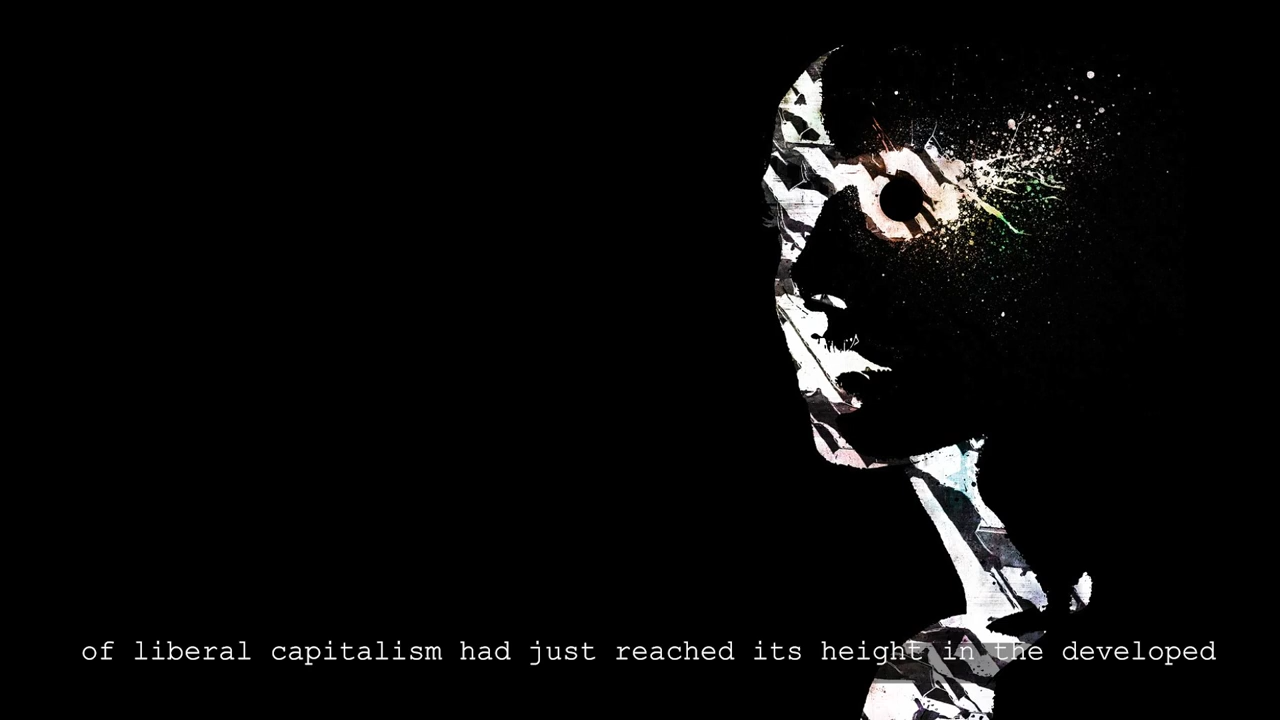 of liberal capitalism had just reached its height in the developed